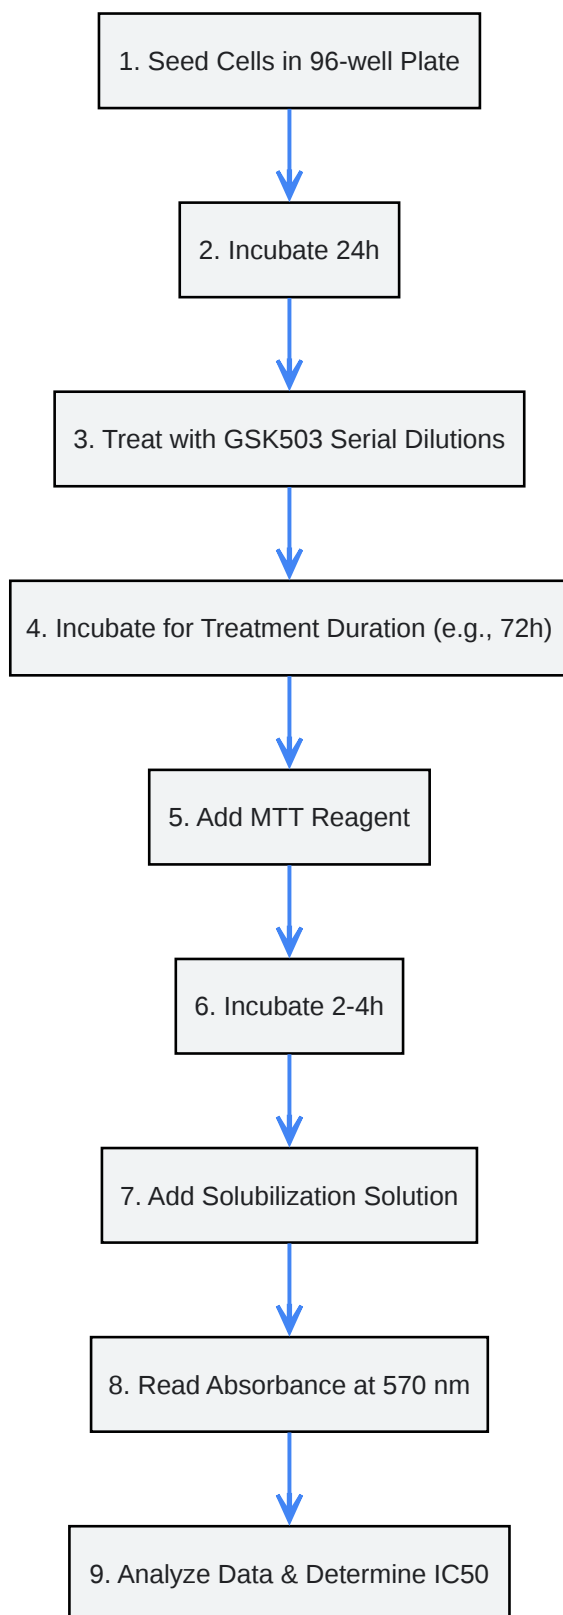 1. Seed Cells in 96-well Plate
2. Incubate 24h
3. Treat with GSK503 Serial Dilutions
4. Incubate for Treatment Duration (e.g., 72h)
5. Add MTT Reagent
6. Incubate 2-4h
7. Add Solubilization Solution
8. Read Absorbance at 570 nm
9. Analyze Data & Determine IC50